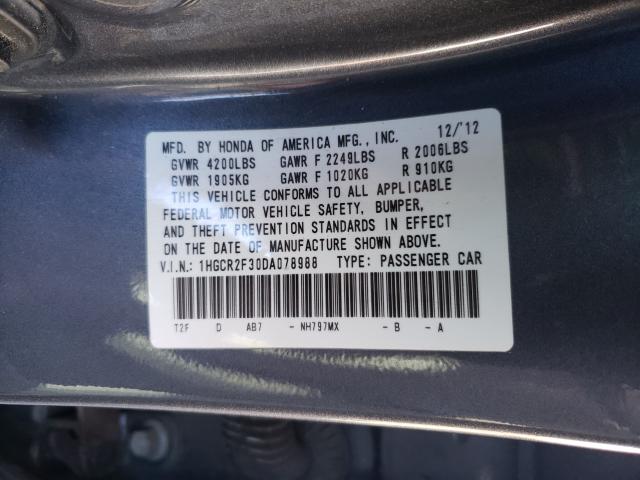 MFD. BY HONDA OF AMERICA MFG., INC. 12/'12
GVWR 4200LBS GAWR F 2249LBS R 2006LBS
GVWR 1905KG GAWR F 1020KG R 910KG
THIS VEHICLE CONFORMS TO ALL APPLICABLE
FEDERAL MOTOR VEHICLE SAFETY, BUMPER,
AND THEFT PREVENTION STANDARDS IN EFFECT
ON THE DATE OF MANUFACTURE SHOWN ABOVE.
V.I.N.: 1HGCR2F30DA078988 TYPE: PASSENGER CAR
T2F D AB7 - NH797MX - B - A